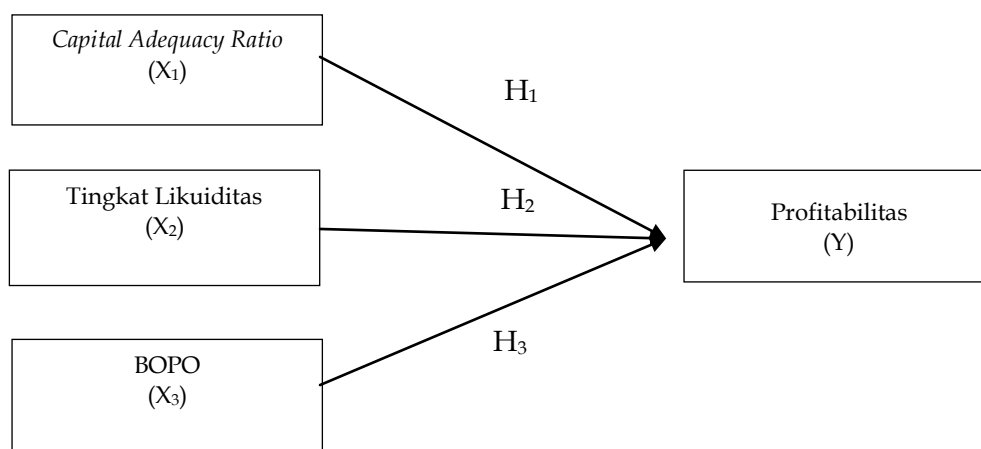 Capital Adequacy Ratio
(X₁)
H₁
Tingkat Likuiditas
(X₂)
H₂
Profitabilitas
(Y)
BOPO
(X₃)
H₃